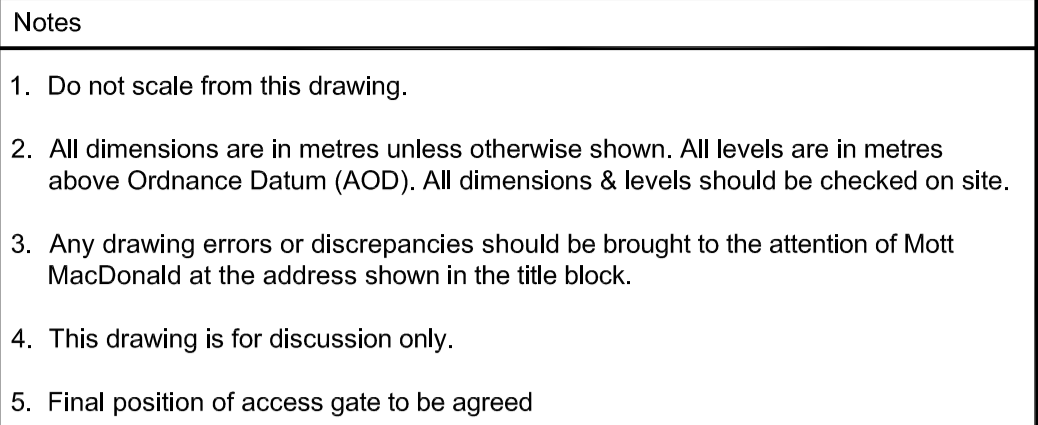 Notes
1. Do not scale from this drawing.
2. All dimensions are in metres unless otherwise shown. All levels are in metres
above Ordnance Datum (AOD). All dimensions & levels should be checked on site.
3. Any drawing errors or discrepancies should be brought to the attention of Mott
MacDonald at the address shown in the title block.
4. This drawing is for discussion only.
5. Final position of access gate to be agreed